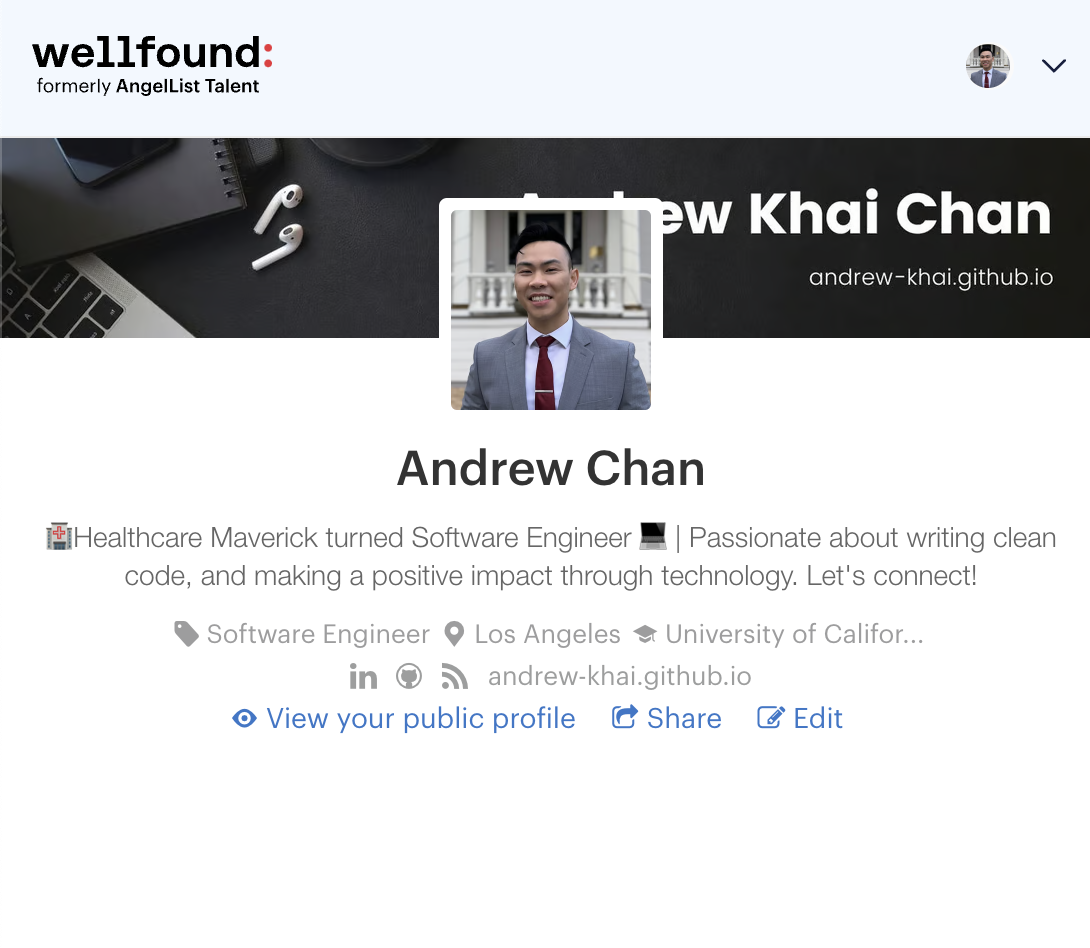 wellfound:
formerly AngelList Talent
ew Khai Chan
andrew-khai.github.io
Andrew Chan
🏥Healthcare Maverick turned Software Engineer 💻 | Passionate about writing clean
code, and making a positive impact through technology. Let's connect!
Software Engineer Los Angeles University of Califor...
in andrew-khai.github.io
View your public profile Share Edit